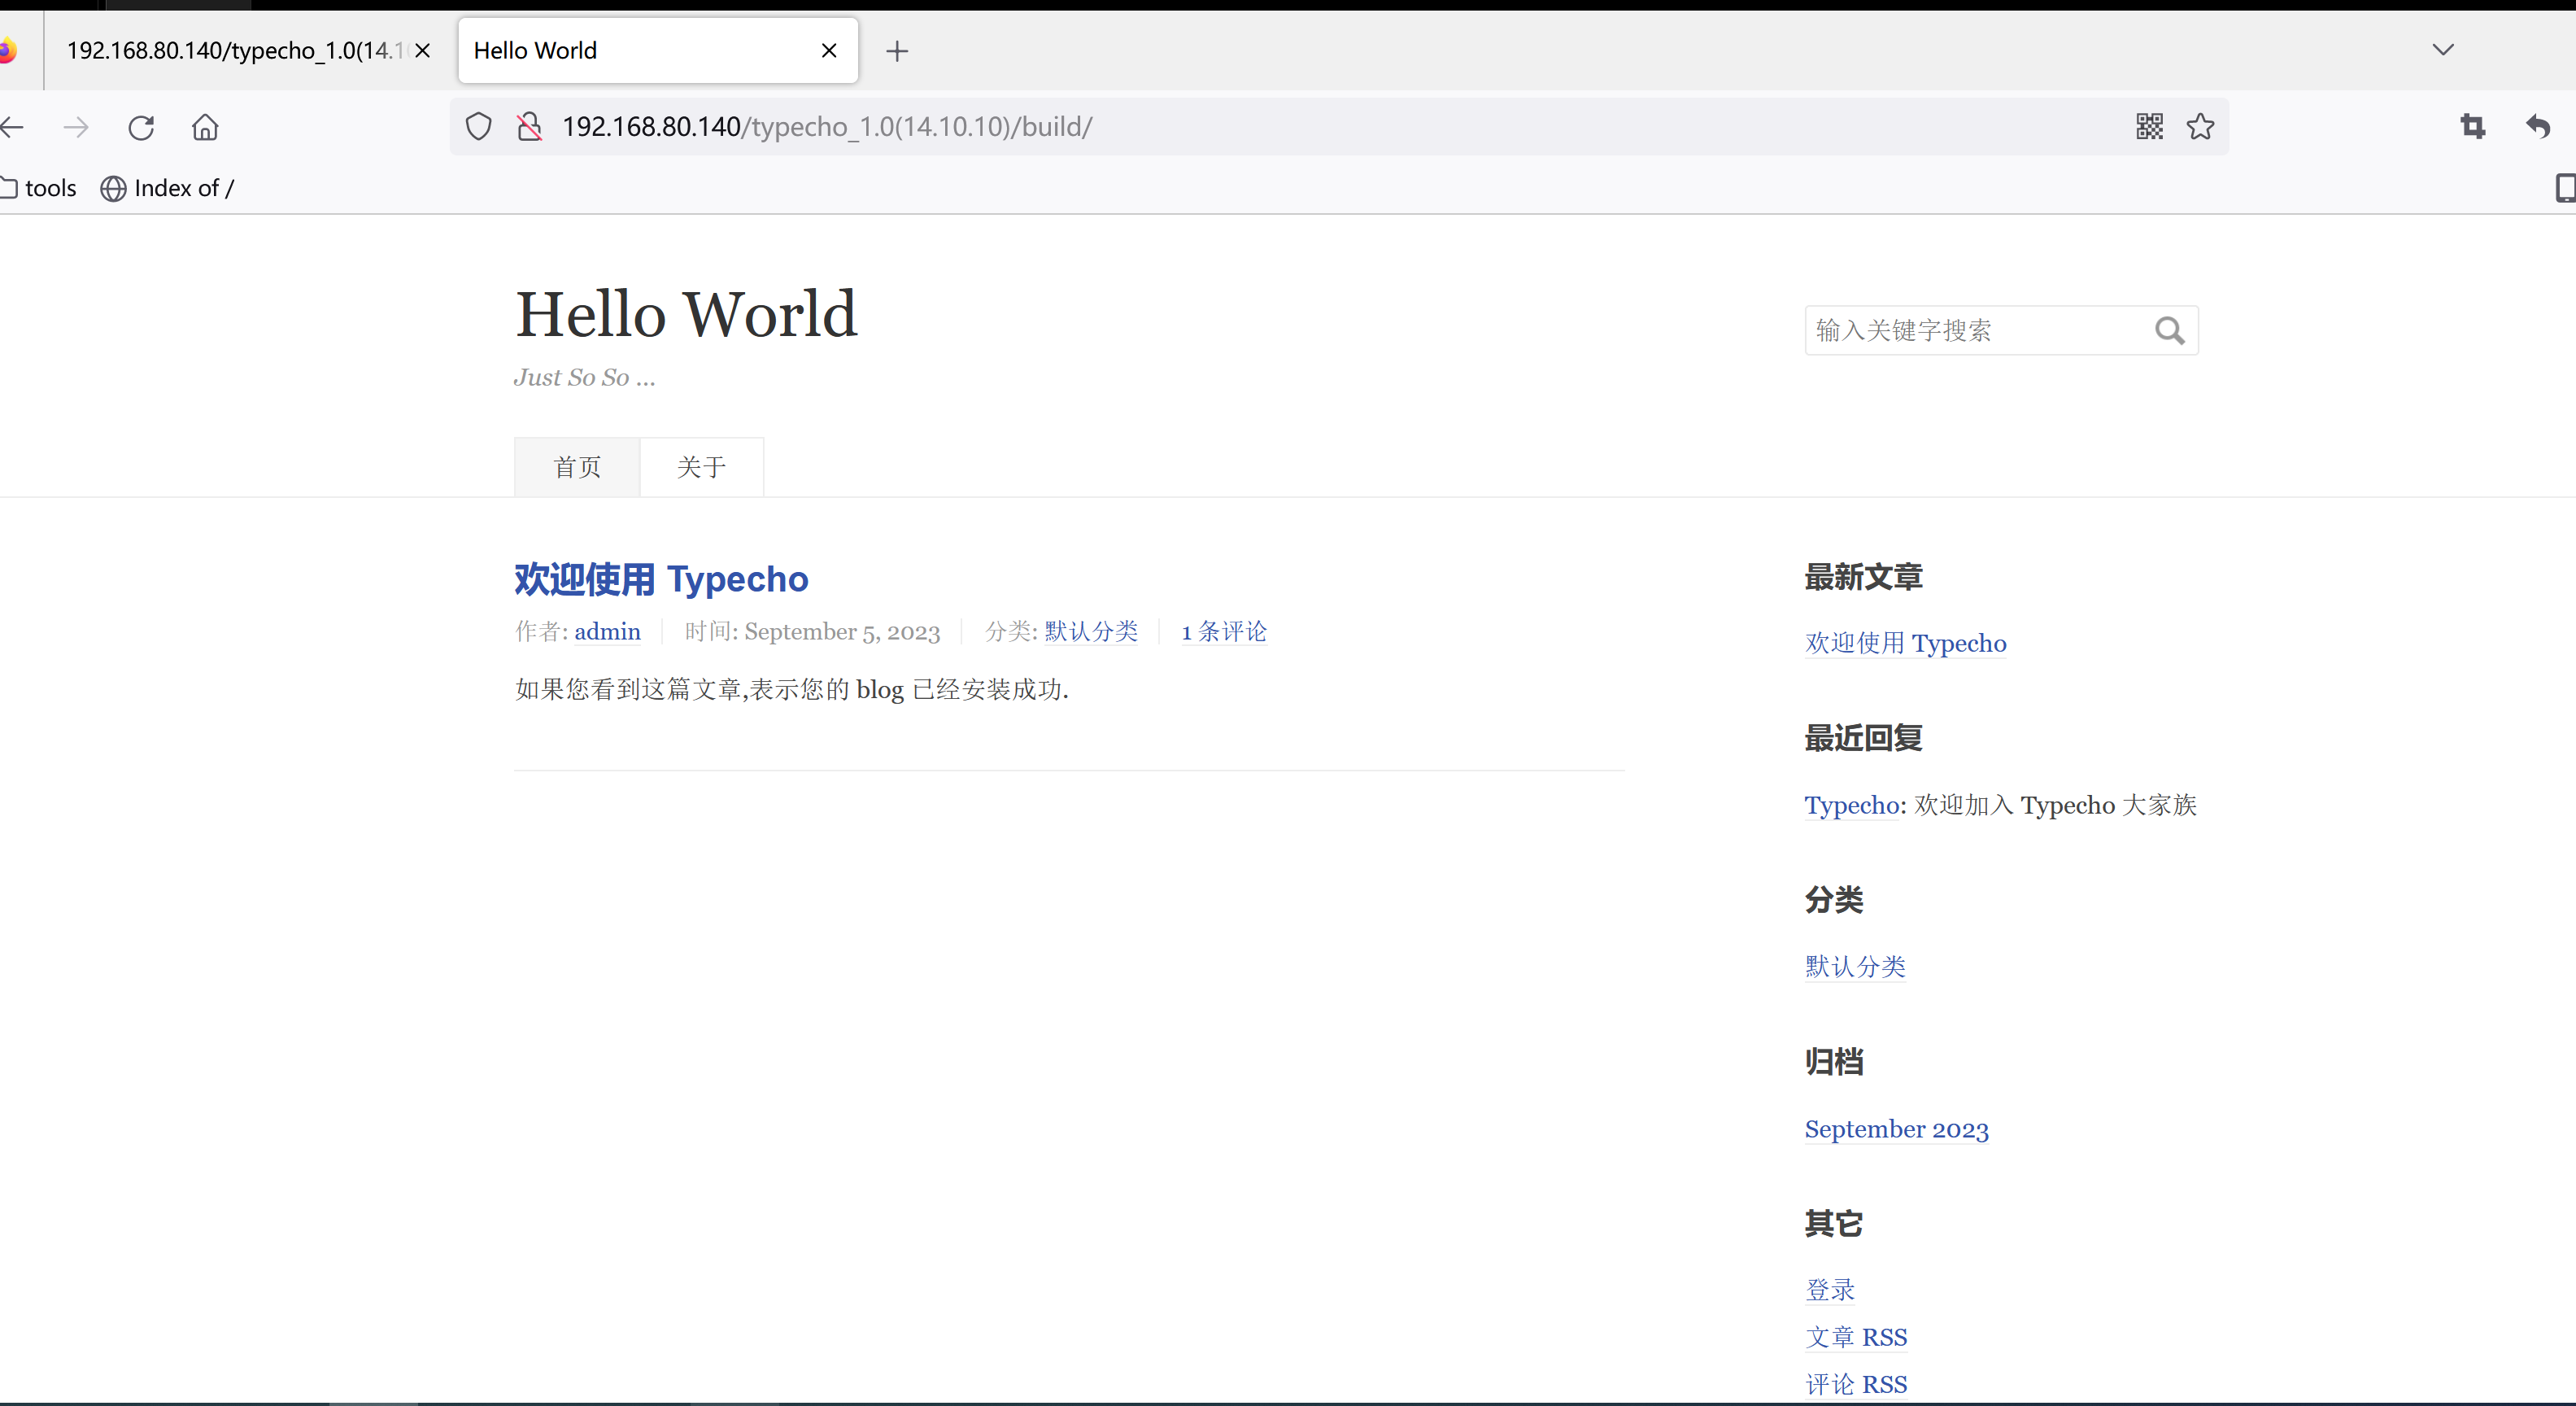 192.168.80.140/typecho_1.0(14.1
Hello World
192.168.80.140/typecho_1.0(14.10.10)/build/
tools
Index of /
Hello World
输入关键字搜索
Just So So ...
首页
关于
欢迎使用 Typecho
作者: admin
时间: September 5, 2023
分类: 默认分类
1 条评论
如果您看到这篇文章,表示您的 blog 已经安装成功.
最新文章
欢迎使用 Typecho
最近回复
Typecho: 欢迎加入 Typecho 大家族
分类
默认分类
归档
September 2023
其它
登录
文章 RSS
评论 RSS